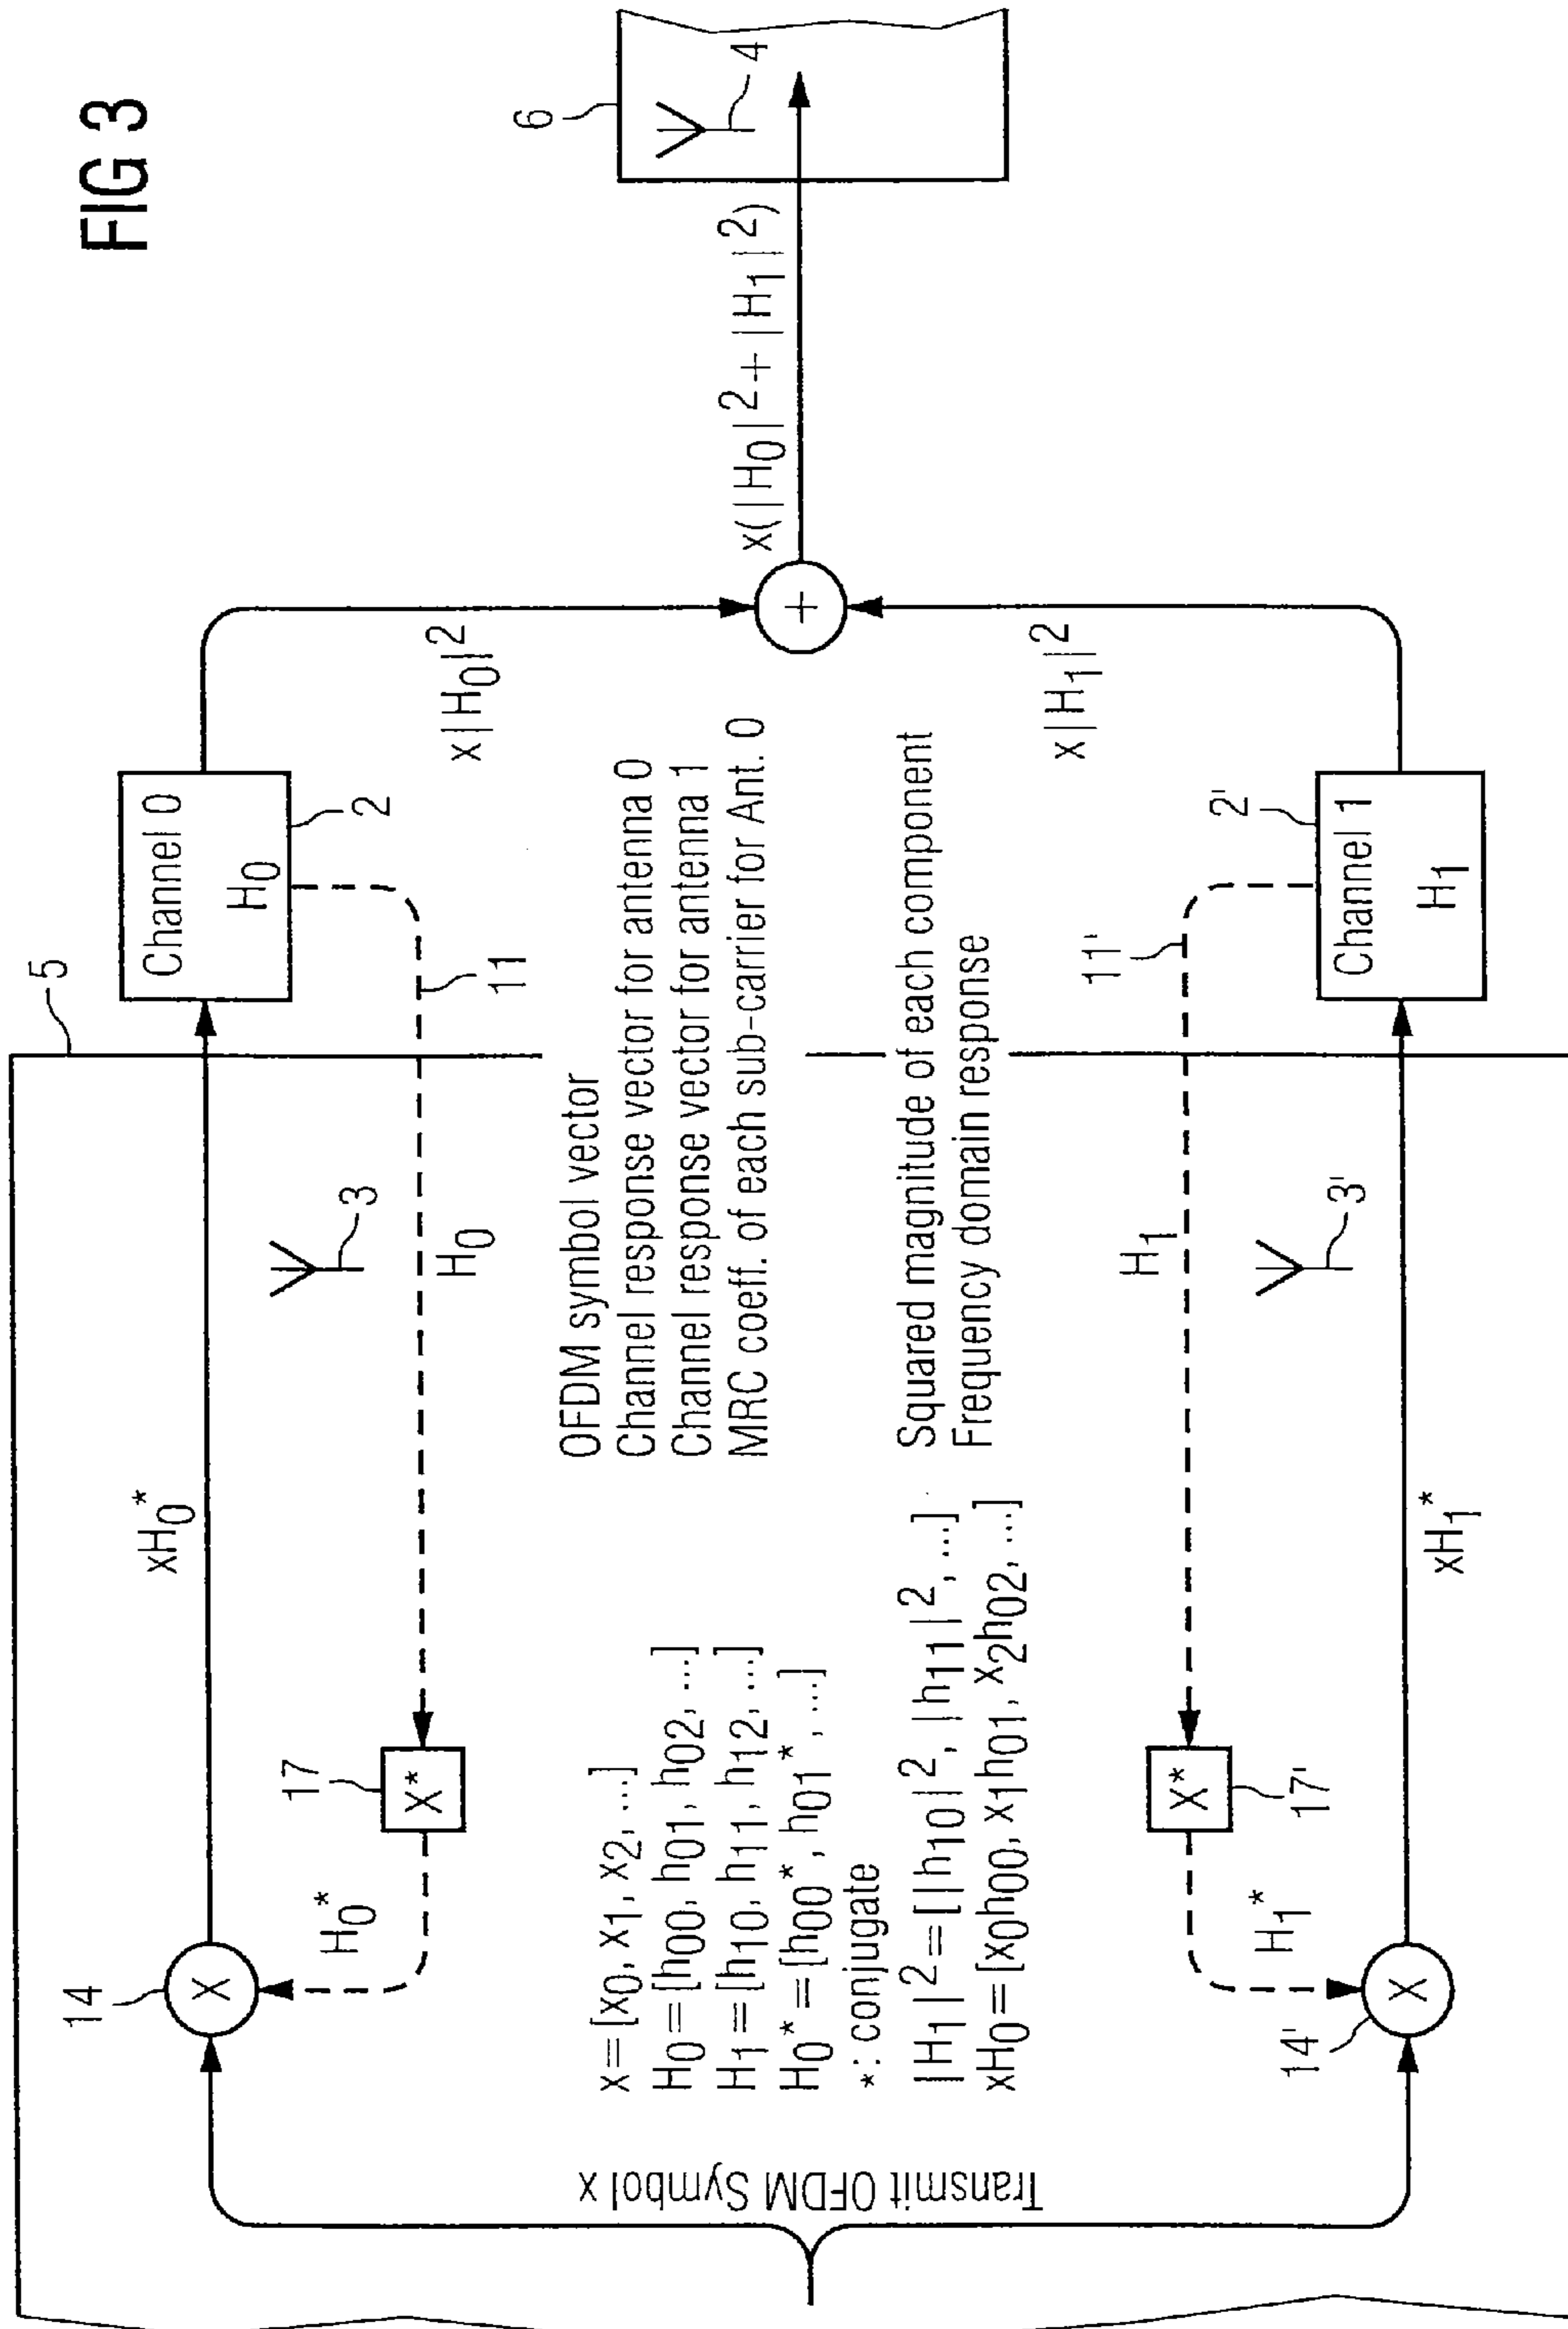 FIG 3
5
14
xH0*
Channel 0
H0
2
x|H0|²
H0*
17
X*
X
H0
3
11
6
4
x(|H0|²+|H1|²)
+
Transmit OFDM Symbol x
x=[x0, x1, x2, ...] OFDM symbol vector
H0=[h00, h01, h02, ...] Channel response vector for antenna 0
H1=[h10, h11, h12, ...] Channel response vector for antenna 1
H0*=[h00*, h01*, ...] MRC coeff. of each sub-carrier for Ant. 0
*: conjugate
|H1|²=[|h10|², |h11|², ...] Squared magnitude of each component
xH0=[x0h00, x1h01, x2h02, ...] Frequency domain response
H1
11'
x|H1|²
X*
17'
H1*
3'
2'
14'
X
xH1*
Channel 1
H1